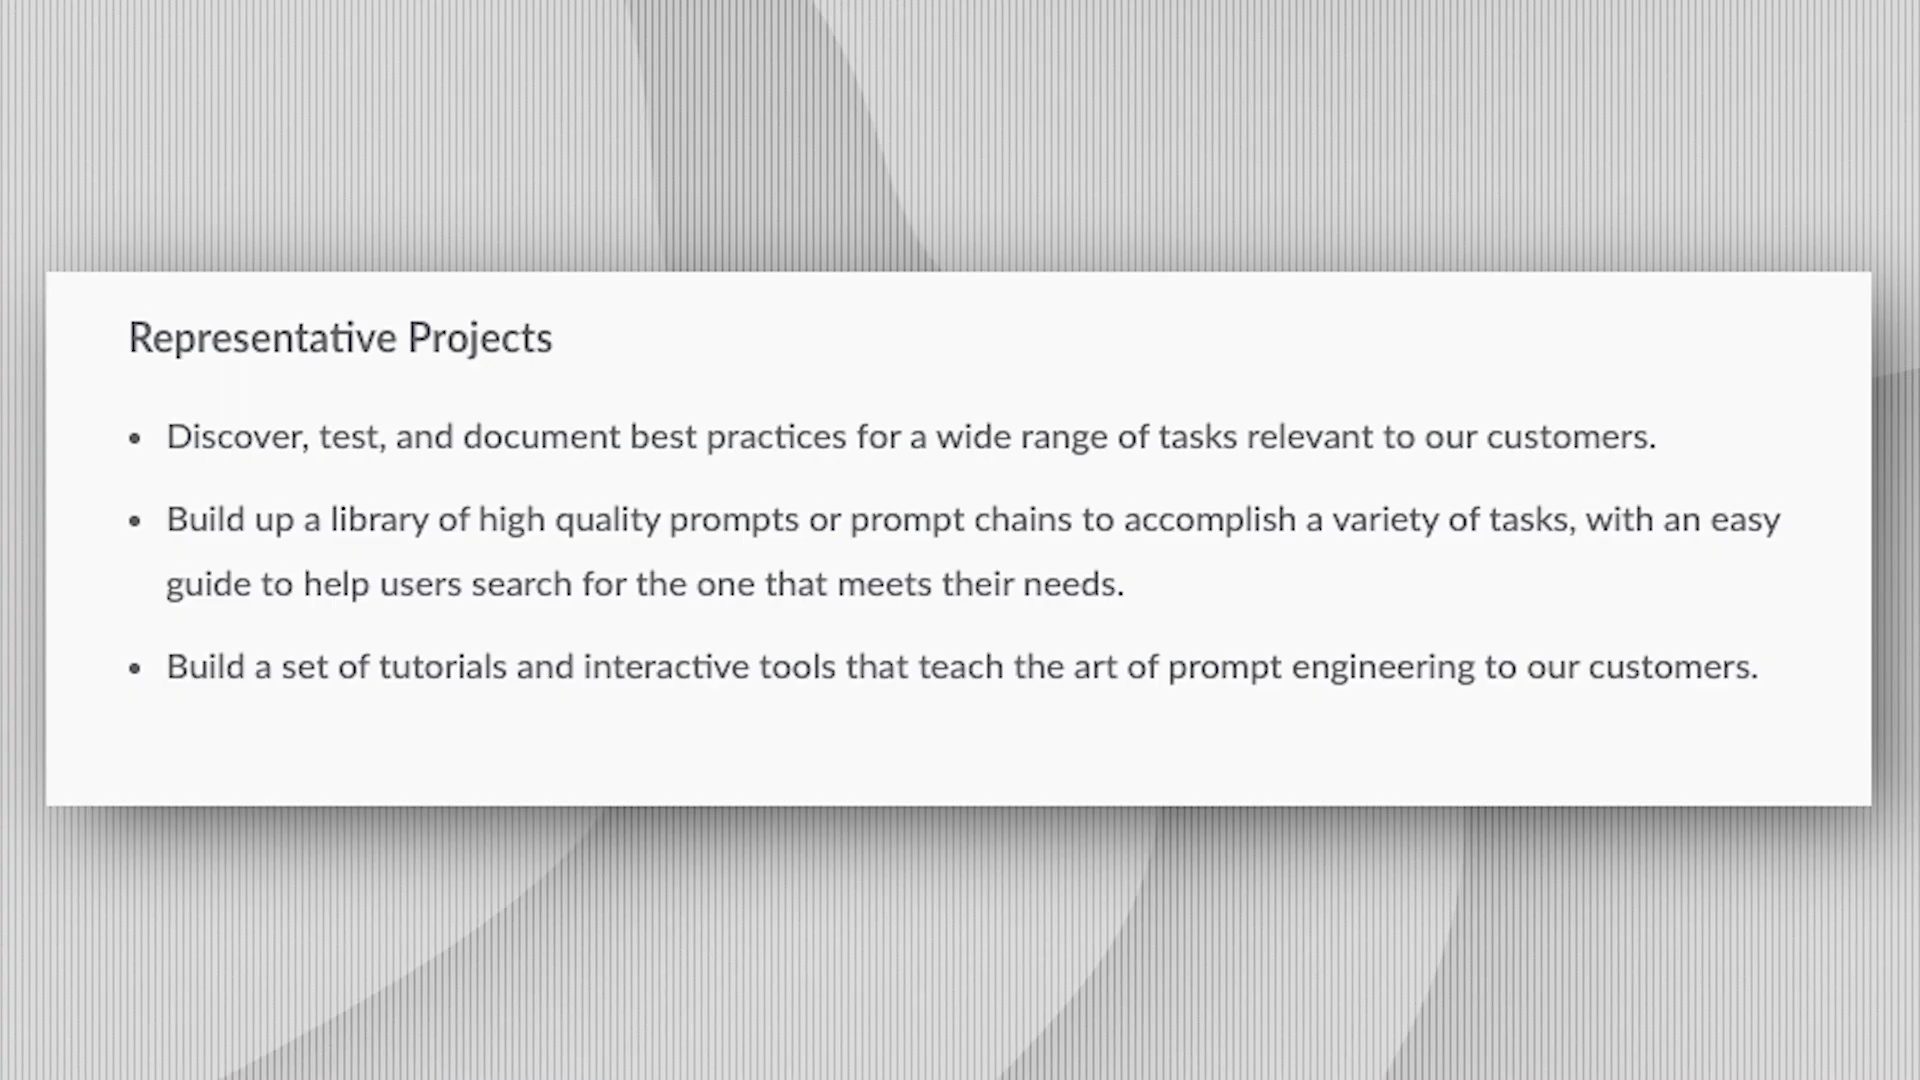 Representative Projects
• Discover, test, and document best practices for a wide range of tasks relevant to our customers.
• Build up a library of high quality prompts or prompt chains to accomplish a variety of tasks, with an easy
guide to help users search for the one that meets their needs.
• Build a set of tutorials and interactive tools that teach the art of prompt engineering to our customers.